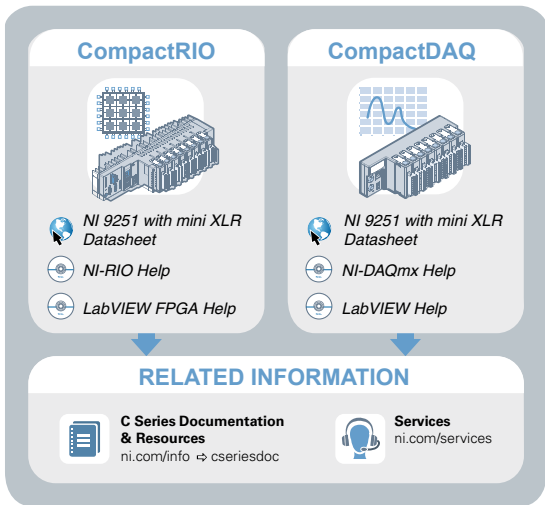 CompactRIO
NI 9251 with mini XLR
Datasheet
NI-RIO Help
LabVIEW FPGA Help
CompactDAQ
NI 9251 with mini XLR
Datasheet
NI-DAQmx Help
LabVIEW Help
RELATED INFORMATION
C Series Documentation
& Resources
ni.com/info ⇨ cseriesdoc
Services
ni.com/services